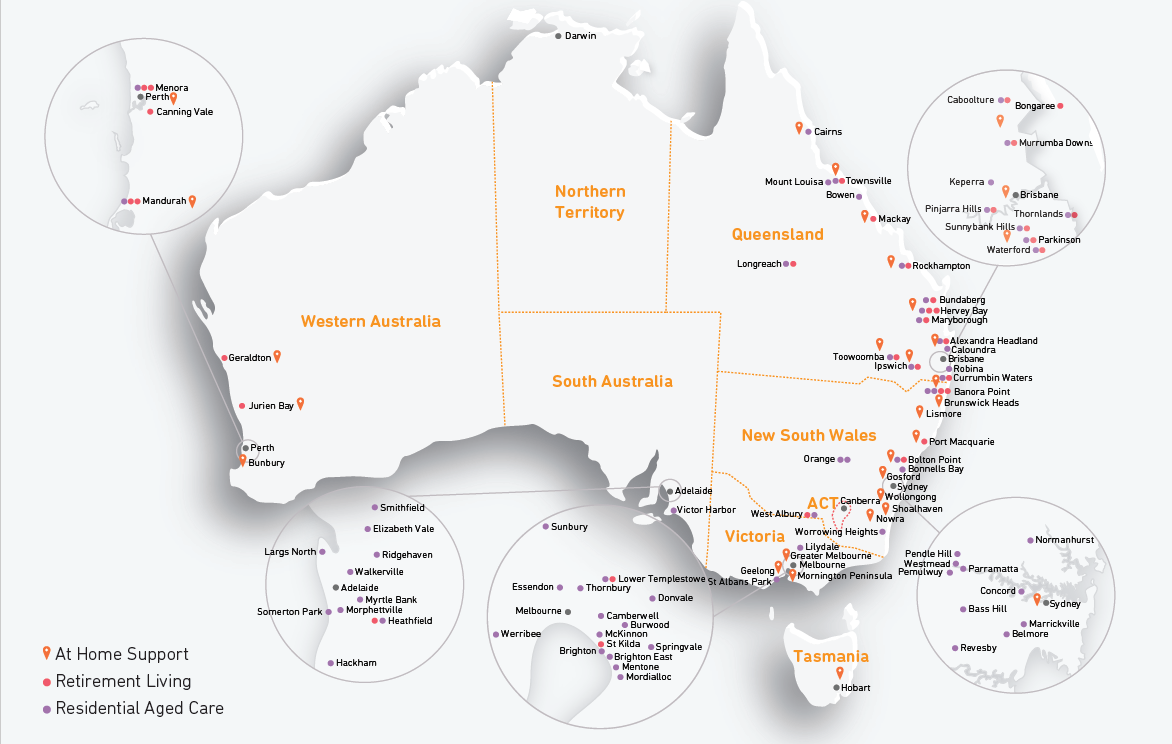 Darwin
Menora
Perth
Canning Vale
Mandurah
Cairns
Mount Louisa
Townsville
Bowen
Mackay
Longreach
Rockhampton
Northern
Territory
Queensland
Western Australia
South Australia
New South Wales
ACT
Victoria
Tasmania
Caboolture
Bongaree
Murrumba Downs
Keperra
Brisbane
Pinjarra Hills
Thornlands
Sunnybank Hills
Parkinson
Waterford
Bundaberg
Hervey Bay
Maryborough
Alexandra Headland
Caloundra
Toowoomba
Brisbane
Ipswich
Robina
Currumbin Waters
Banora Point
Brunswick Heads
Lismore
Port Macquarie
Orange
Bolton Point
Bonnells Bay
Gosford
Sydney
Wollongong
Canberra
Shoalhaven
Nowra
West Albury
Worrowing Heights
Geraldton
Jurien Bay
Perth
Bunbury
Adelaide
Victor Harbor
Lilydale
Greater Melbourne
Melbourne
Geelong
Mornington Peninsula
St Albans Park
Hobart
Smithfield
Elizabeth Vale
Largs North
Ridgehaven
Walkerville
Adelaide
Myrtle Bank
Somerton Park
Morphettville
Heathfield
Hackham
Sunbury
Essendon
Lower Templestowe
Thornbury
Donvale
Melbourne
Camberwell
Burwood
Werribee
McKinnon
St Kilda
Springvale
Brighton
Brighton East
Mentone
Mordialloc
Normanhurst
Pendle Hill
Westmead
Parramatta
Pemulwuy
Concord
Sydney
Bass Hill
Marrickville
Belmore
Revesby
At Home Support
Retirement Living
Residential Aged Care